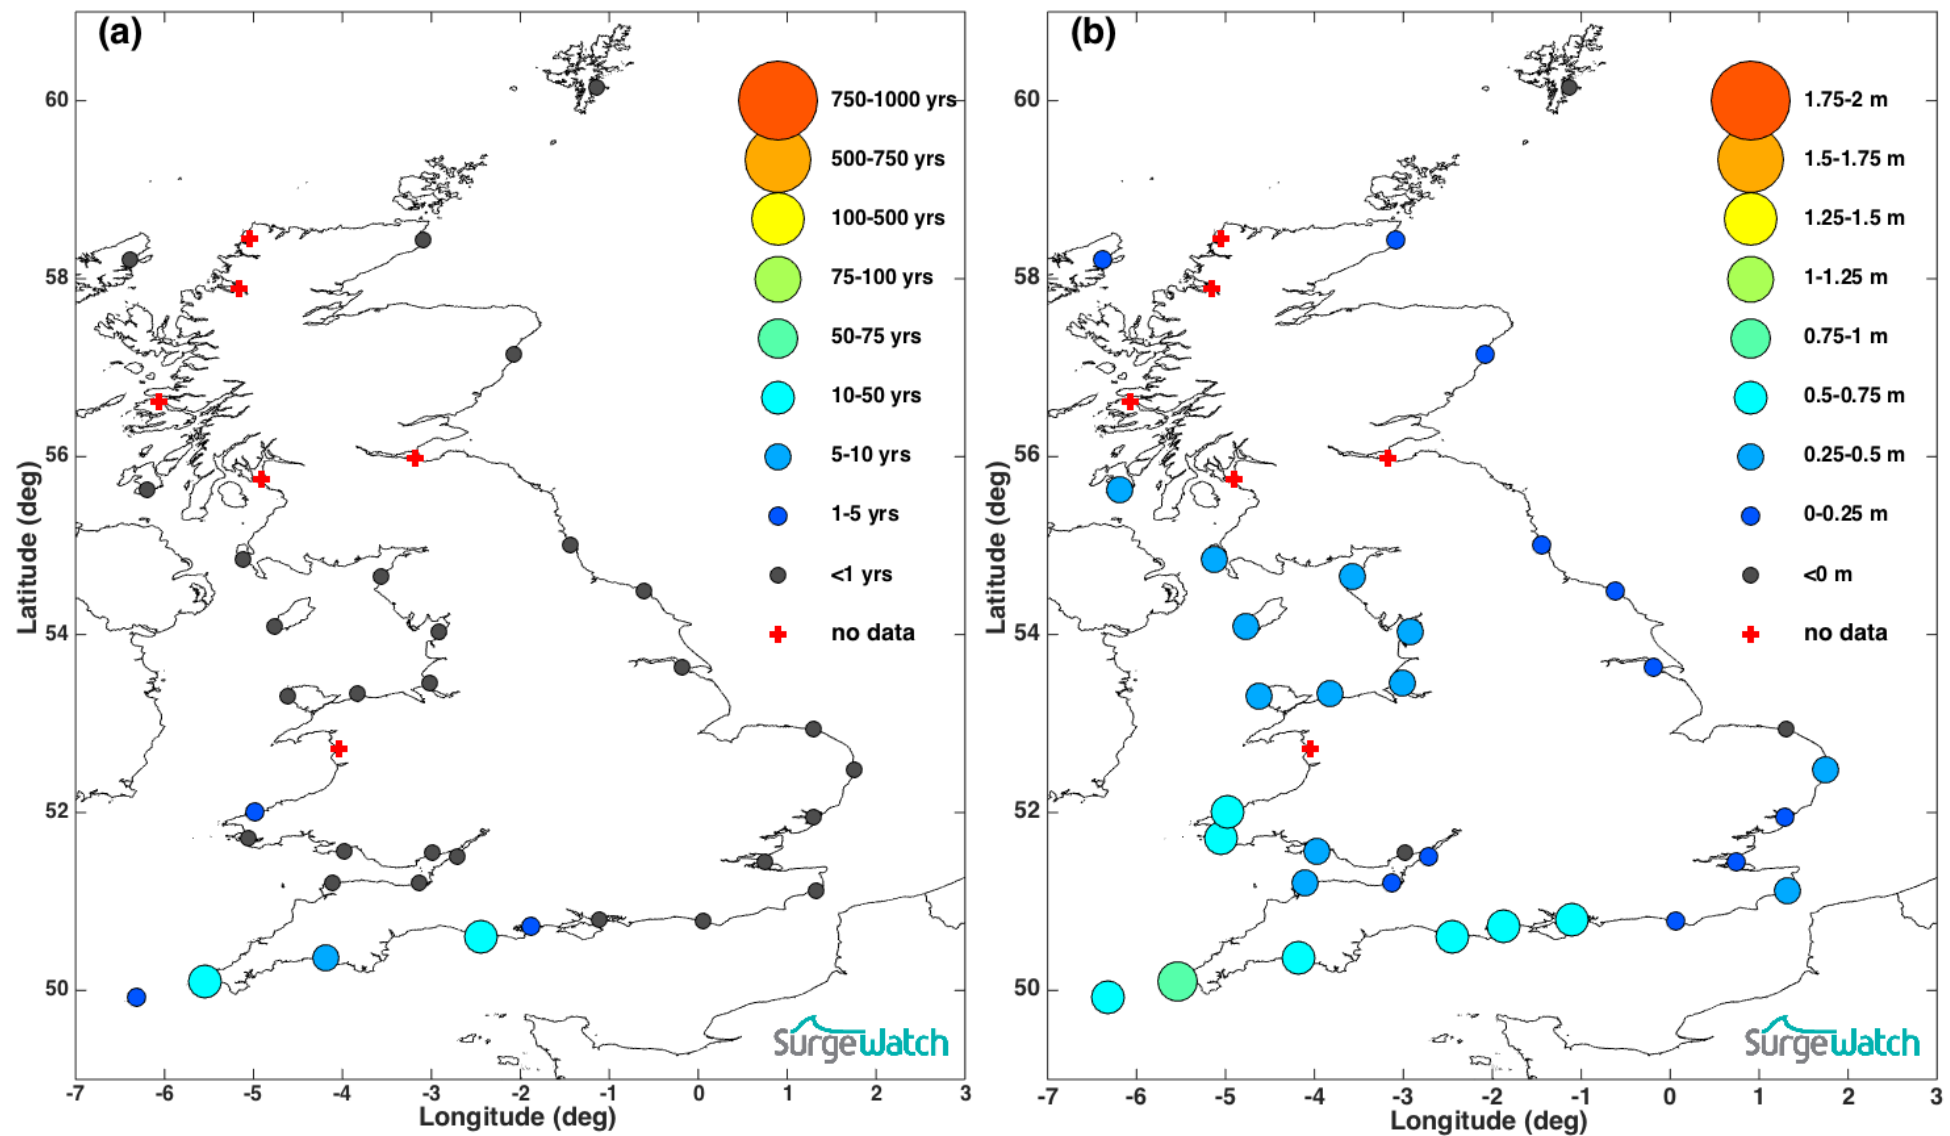 (a)
60
58
56
54
52
50
Latitude (deg)
750-1000 yrs
500-750 yrs
100-500 yrs
75-100 yrs
50-75 yrs
10-50 yrs
5-10 yrs
1-5 yrs
<1 yrs
no data
SurgeWatch
-7 -6 -5 -4 -3 -2 -1 0 1 2 3
Longitude (deg)
(b)
60
58
56
54
52
50
Latitude (deg)
1.75-2 m
1.5-1.75 m
1.25-1.5 m
1-1.25 m
0.75-1 m
0.5-0.75 m
0.25-0.5 m
0-0.25 m
<0 m
no data
SurgeWatch
-7 -6 -5 -4 -3 -2 -1 0 1 2 3
Longitude (deg)